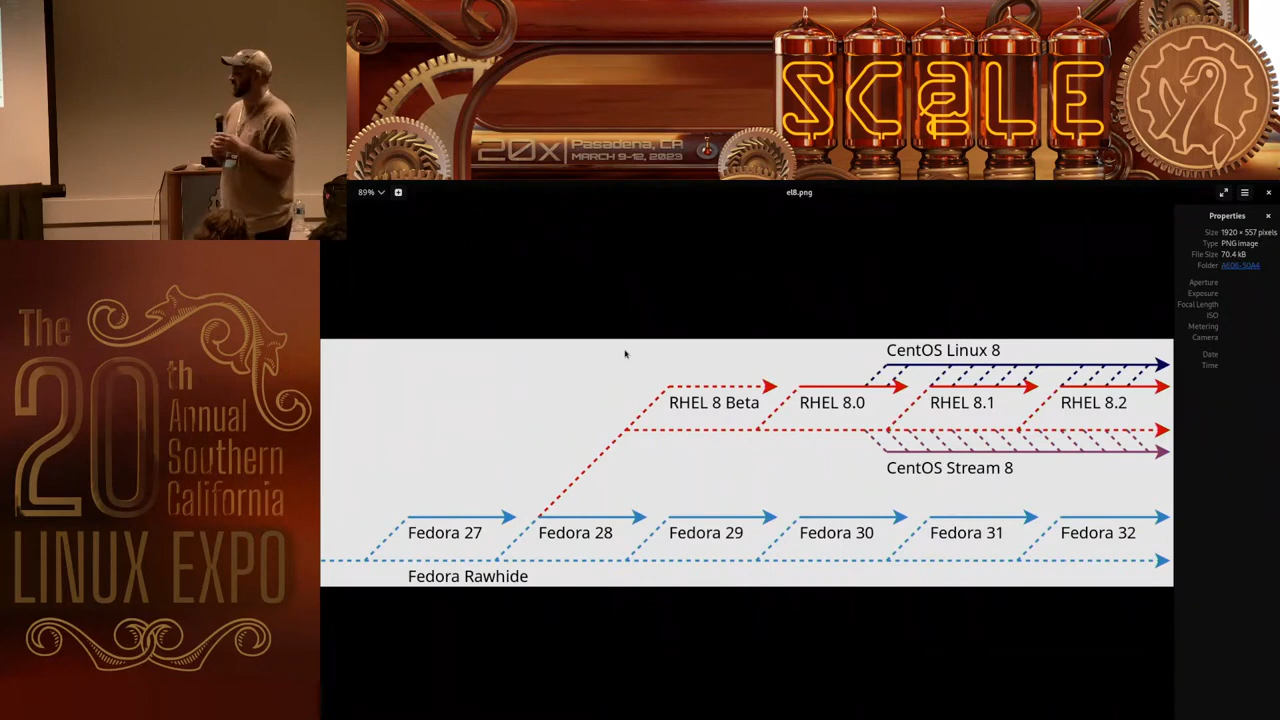 SCaLE
20x
Pasadena, CA
MARCH 9-12, 2023
89%
el8.png
Properties
Size 1920 × 557 pixels
Type PNG image
File Size 70.4 kB
Folder AE06-50A4
Aperture
Exposure
Focal Length
ISO
Metering
Camera
Date
Time
CentOS Linux 8
RHEL 8 Beta
RHEL 8.0
RHEL 8.1
RHEL 8.2
CentOS Stream 8
Fedora 27
Fedora 28
Fedora 29
Fedora 30
Fedora 31
Fedora 32
Fedora Rawhide
The
20th
Annual
Southern
California
LINUX EXPO